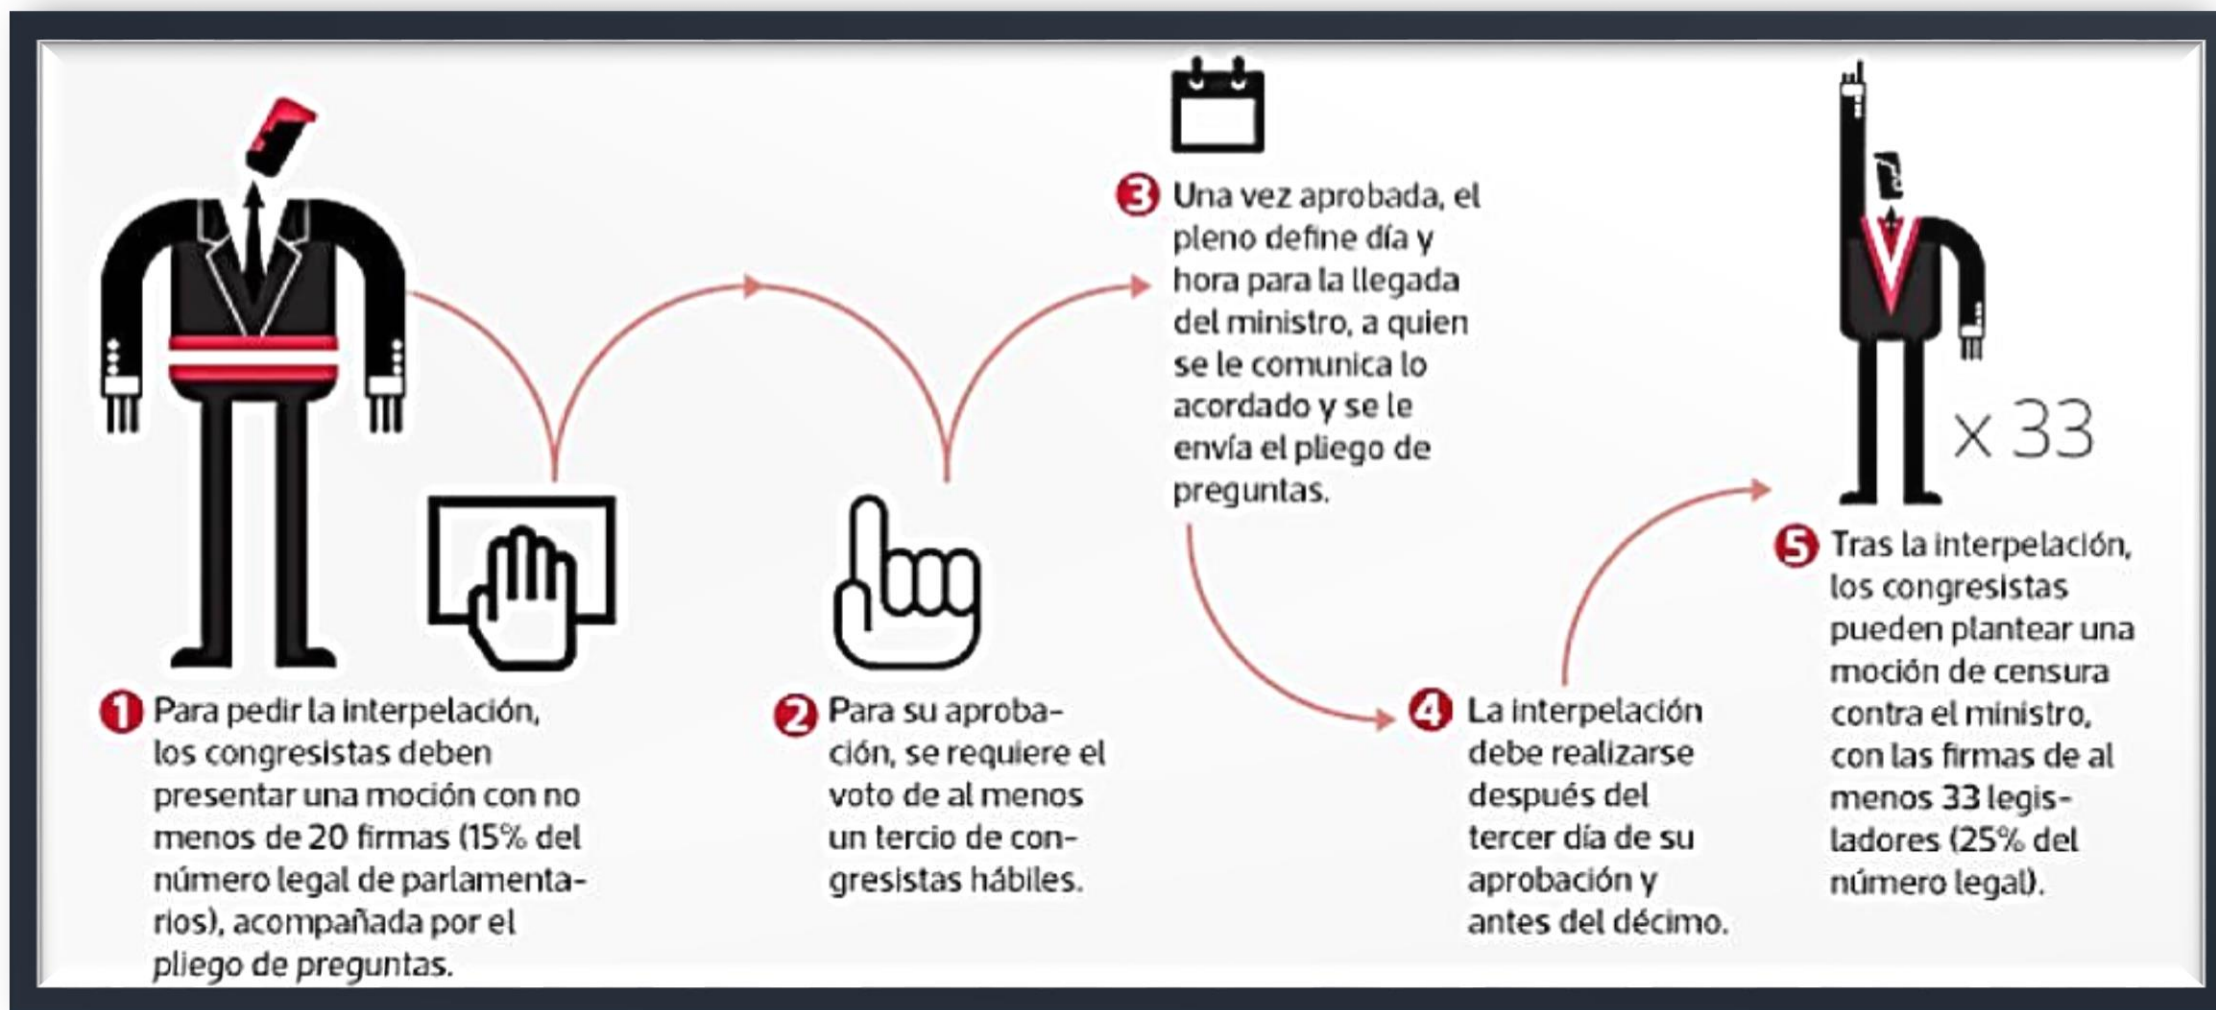 1 Para pedir la interpelación,
los congresistas deben
presentar una moción con no
menos de 20 firmas (15% del
número legal de parlamenta-
rios), acompañada por el
pliego de preguntas.
2 Para su aproba-
ción, se requiere el
voto de al menos
un tercio de con-
gresistas hábiles.
3 Una vez aprobada, el
pleno define día y
hora para la llegada
del ministro, a quien
se le comunica lo
acordado y se le
envía el pliego de
preguntas.
4 La interpelación
debe realizarse
después del
tercer día de su
aprobación y
antes del décimo.
x 33
5 Tras la interpelación,
los congresistas
pueden plantear una
moción de censura
contra el ministro,
con las firmas de al
menos 33 legis-
ladores (25% del
número legal).